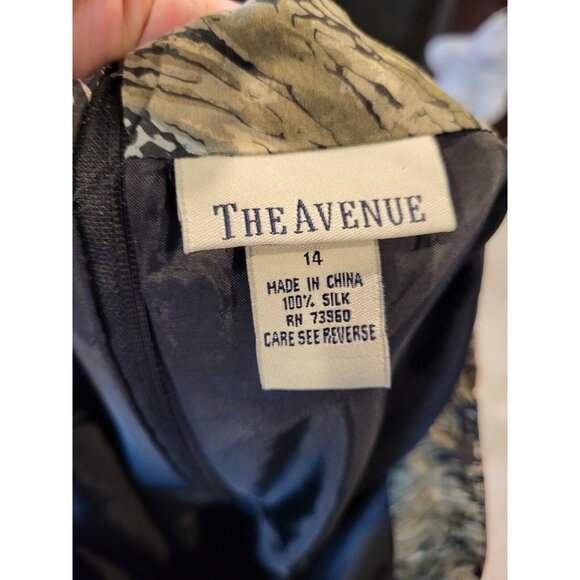 THE AVENUE
14
MADE IN CHINA
100% SILK
RN 73960
CARE SEE REVERSE